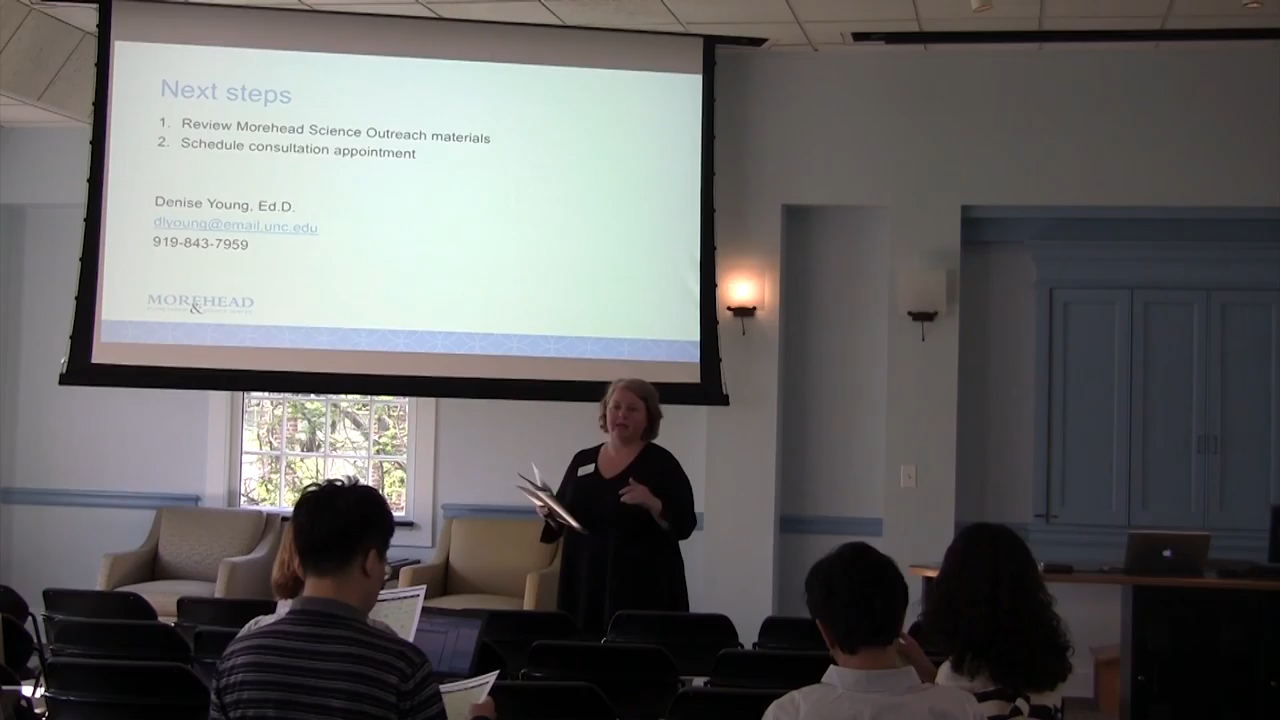 Next steps
1. Review Morehead Science Outreach materials
2. Schedule consultation appointment
Denise Young, Ed.D.
dlyoung@email.unc.edu
919-843-7959
MOREHEAD
&